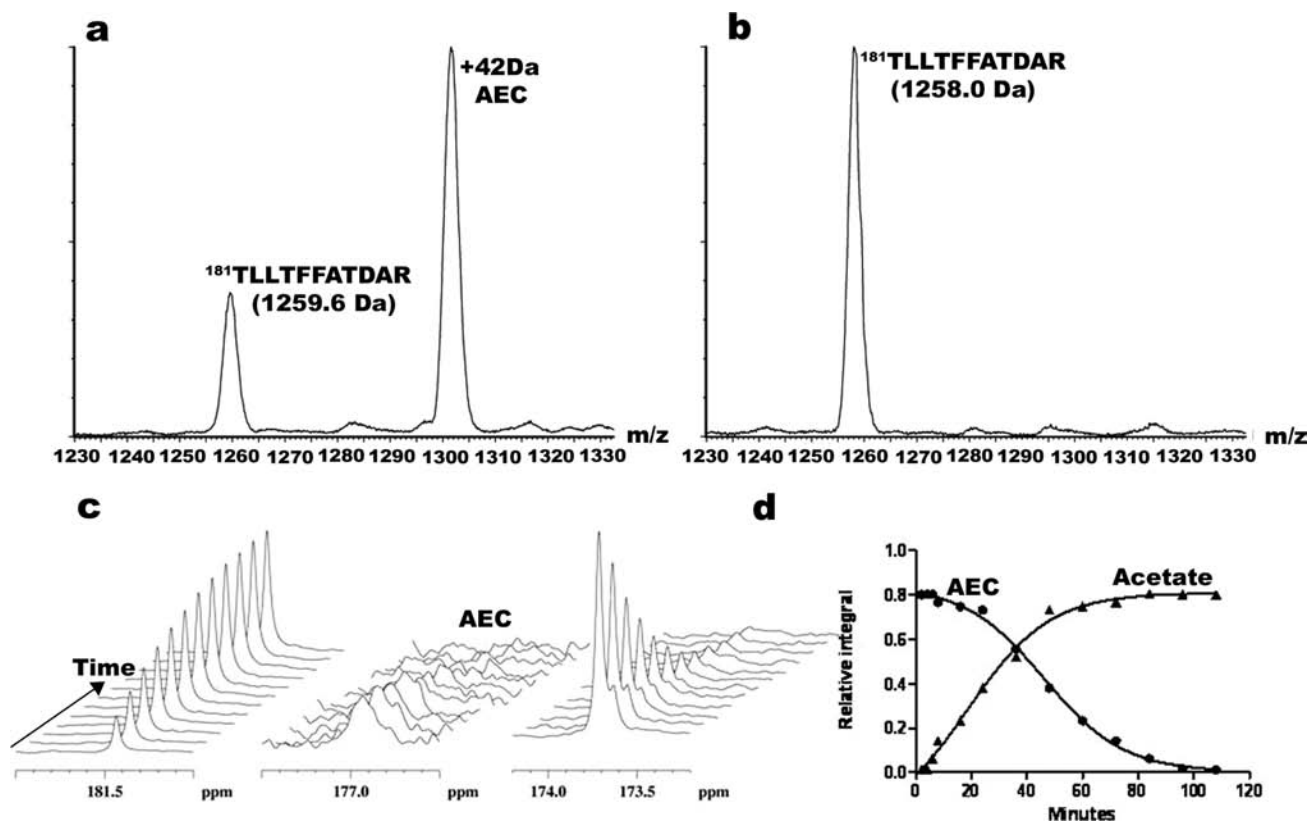 a
+42Da
AEC
181TLLTFFATDAR
(1259.6 Da)
m/z
1230 1240 1250 1260 1270 1280 1290 1300 1310 1320 1330
b
181TLLTFFATDAR
(1258.0 Da)
m/z
1230 1240 1250 1260 1270 1280 1290 1300 1310 1320 1330
c
Time
AEC
181.5 ppm
177.0 ppm
174.0 173.5 ppm
d
AEC
Acetate
Relative integral
1.0
0.8
0.6
0.4
0.2
0.0
0 20 40 60 80 100 120
Minutes